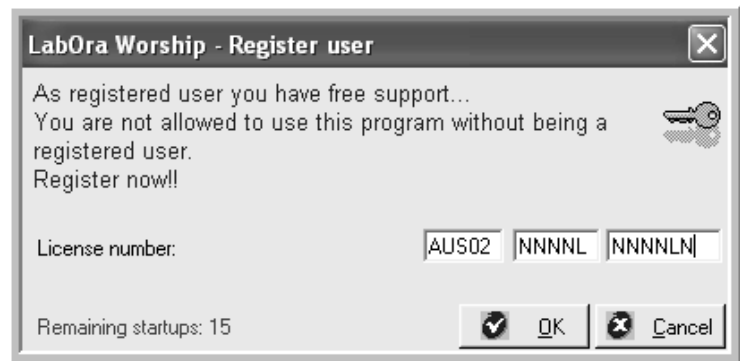 LabOra Worship - Register user
As registered user you have free support...
You are not allowed to use this program without being a
registered user.
Register now!!
License number: AUS02 NNNNL NNNNLN
Remaining startups: 15 OK Cancel